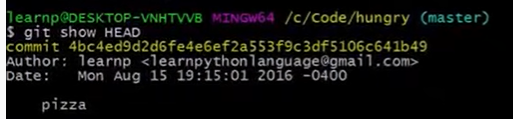 learnp@DESKTOP-VNHTVVB MINGW64 /c/Code/hungry (master)
$ git show HEAD
commit 4bc4ed9d2d6fe4e6ef2a553f9c3df5106c641b49
Author: learnp <learnpythonlanguage@gmail.com>
Date:   Mon Aug 15 19:15:01 2016 -0400
pizza